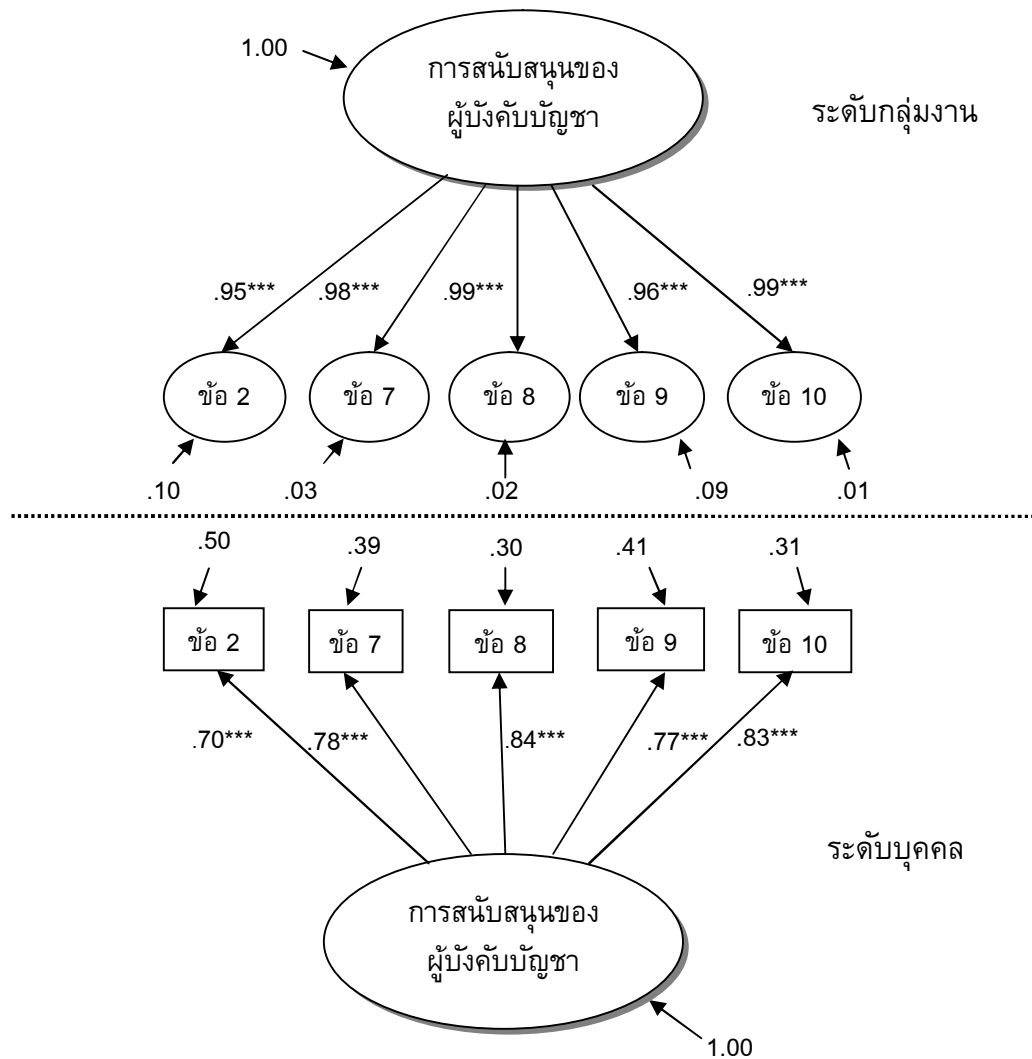 1.00
การสนับสนุนของ
ผู้บังคับบัญชา
ระดับกลุ่มงาน
.95*** .98*** .99*** .96*** .99***
ข้อ 2 ข้อ 7 ข้อ 8 ข้อ 9 ข้อ 10
.10 .03 .02 .09 .01
.50 .39 .30 .41 .31
ข้อ 2 ข้อ 7 ข้อ 8 ข้อ 9 ข้อ 10
.70*** .78*** .84*** .77*** .83***
ระดับบุคคล
การสนับสนุนของ
ผู้บังคับบัญชา
1.00